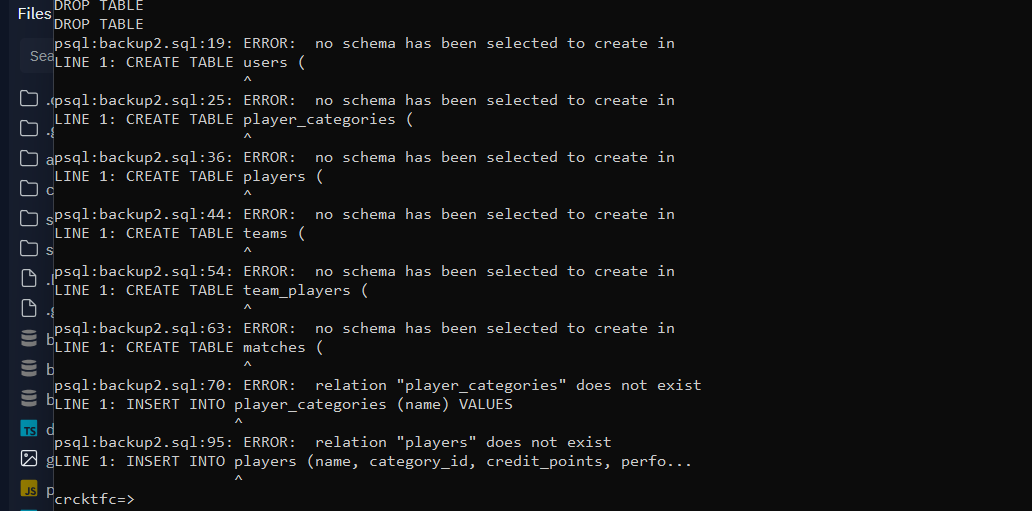 Files
Sea
DROP TABLE
DROP TABLE
psql:backup2.sql:19: ERROR:  no schema has been selected to create in
LINE 1: CREATE TABLE users (
^
psql:backup2.sql:25: ERROR:  no schema has been selected to create in
LINE 1: CREATE TABLE player_categories (
^
psql:backup2.sql:36: ERROR:  no schema has been selected to create in
LINE 1: CREATE TABLE players (
^
psql:backup2.sql:44: ERROR:  no schema has been selected to create in
LINE 1: CREATE TABLE teams (
^
psql:backup2.sql:54: ERROR:  no schema has been selected to create in
LINE 1: CREATE TABLE team_players (
^
psql:backup2.sql:63: ERROR:  no schema has been selected to create in
LINE 1: CREATE TABLE matches (
^
psql:backup2.sql:70: ERROR:  relation "player_categories" does not exist
LINE 1: INSERT INTO player_categories (name) VALUES
^
psql:backup2.sql:95: ERROR:  relation "players" does not exist
LINE 1: INSERT INTO players (name, category_id, credit_points, perfo...
^
crcktfc=>
TS
JS